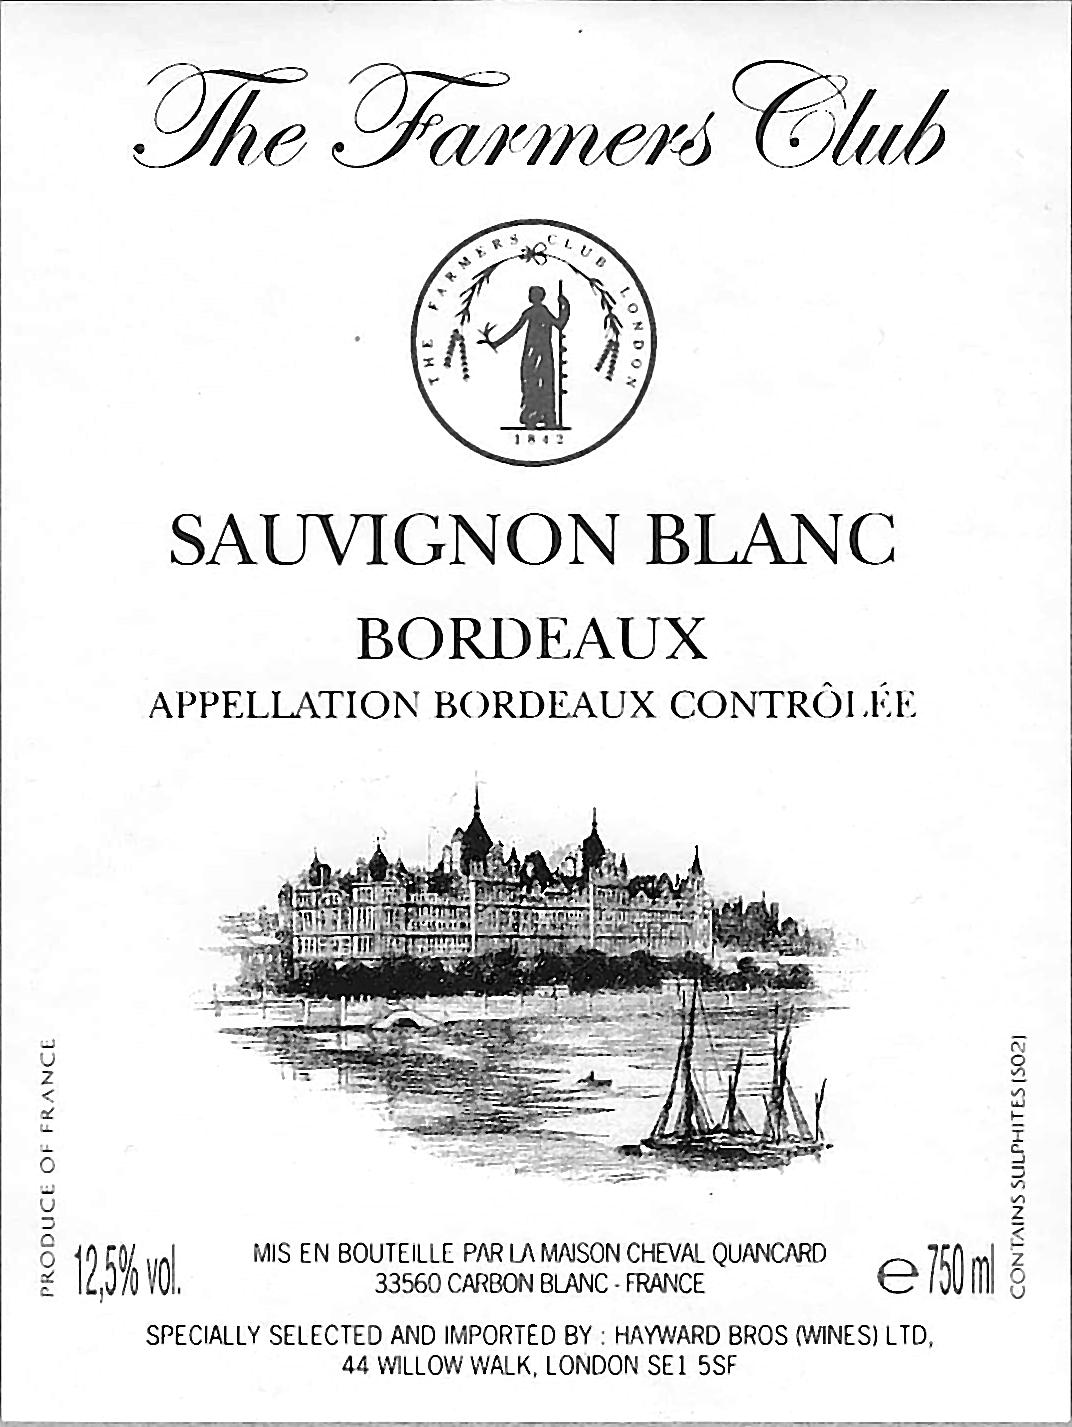 The Farmers Club
THE FARMERS CLUB LONDON
1842
SAUVIGNON BLANC
BORDEAUX
APPELLATION BORDEAUX CONTRÔLÉE
PRODUCE OF FRANCE
12,5% vol.
MIS EN BOUTEILLE PAR LA MAISON CHEVAL QUANCARD
33560 CARBON BLANC - FRANCE
e 750 ml
CONTAINS SULPHITES (SO2)
SPECIALLY SELECTED AND IMPORTED BY : HAYWARD BROS (WINES) LTD,
44 WILLOW WALK, LONDON SE1 5SF